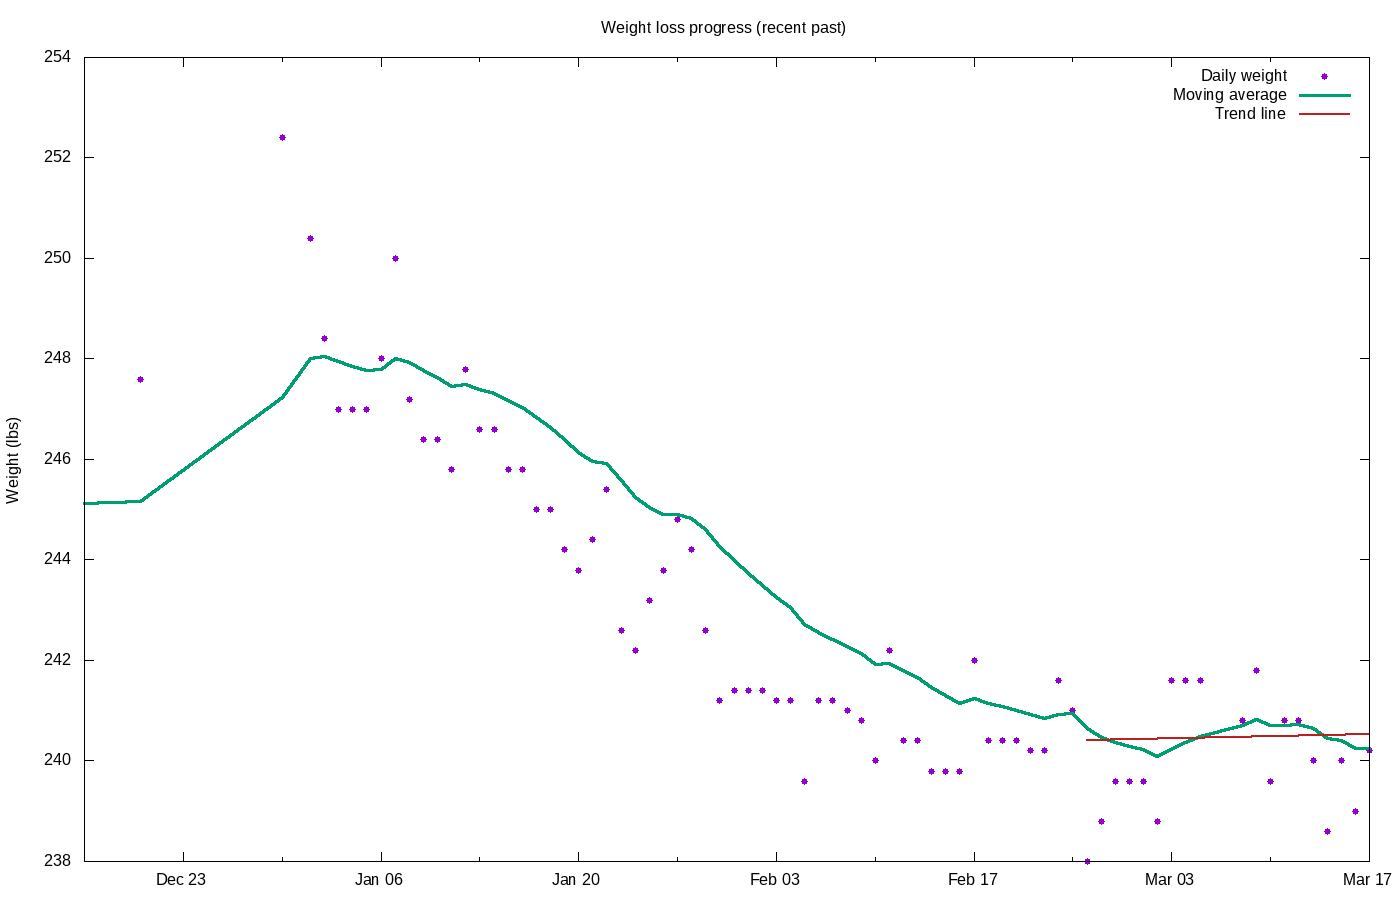 Weight loss progress (recent past)
254
252
250
248
246
244
242
240
238
Weight (lbs)
Daily weight
Moving average
Trend line
Dec 23
Jan 06
Jan 20
Feb 03
Feb 17
Mar 03
Mar 17